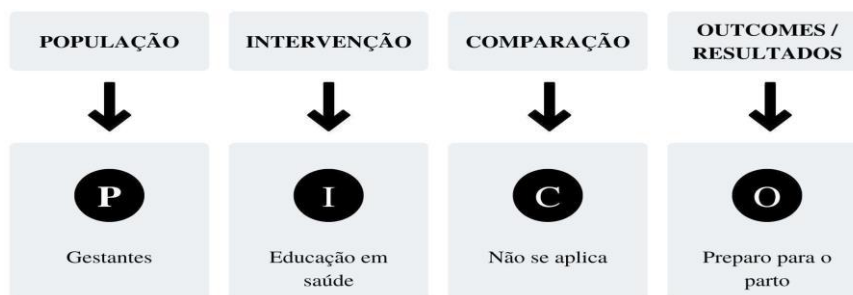 POPULAÇÃO
INTERVENÇÃO
COMPARAÇÃO
OUTCOMES /
RESULTADOS
P
I
C
O
Gestantes
Educação em
saúde
Não se aplica
Preparo para o
parto